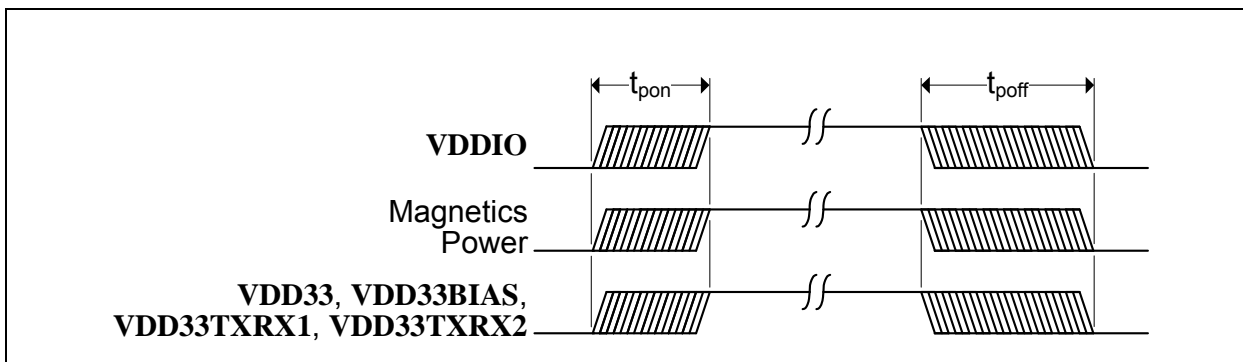 tpon
tpoff
VDDIO
Magnetics
Power
VDD33, VDD33BIAS,
VDD33TXRX1, VDD33TXRX2